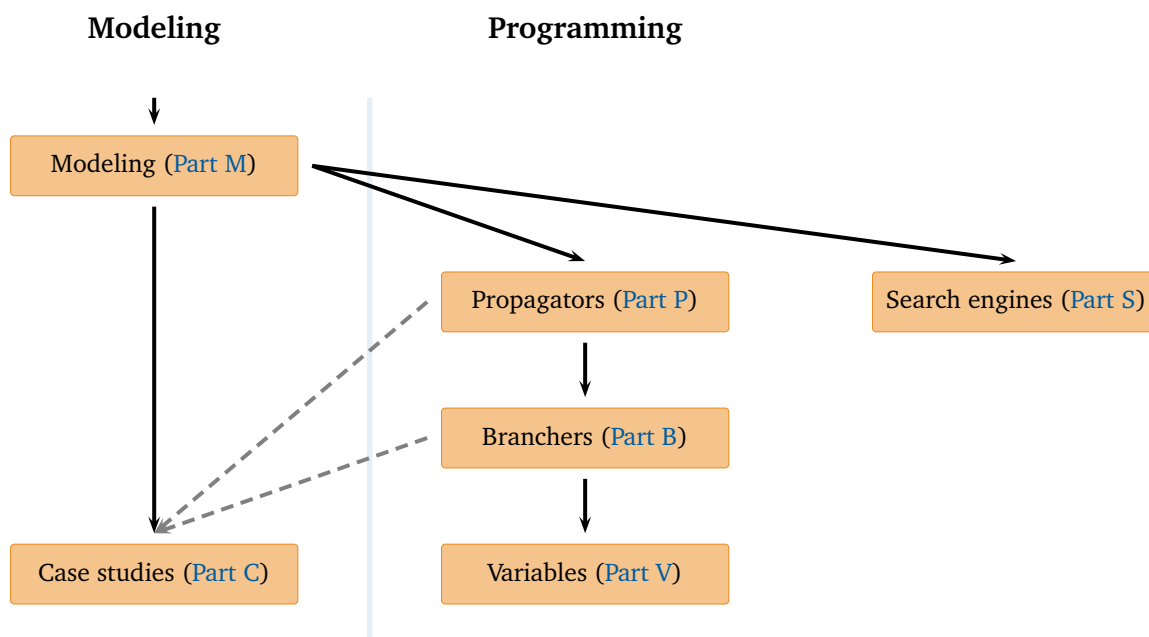 Modeling
Programming
Modeling (Part M)
Propagators (Part P)
Search engines (Part S)
Branchers (Part B)
Case studies (Part C)
Variables (Part V)